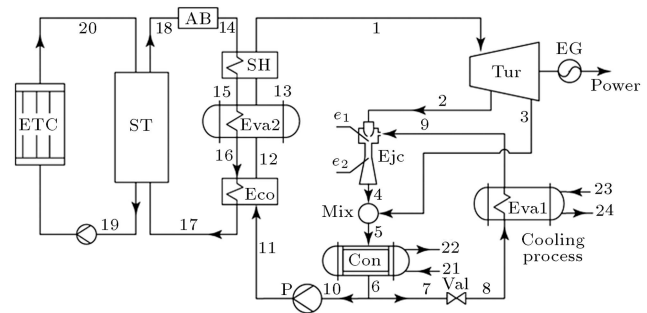 20
18
AB
14
1
EG
Tur
Power
SH
2
3
15
13
e1
9
ETC
ST
Eva2
Ejc
16
12
e2
Eco
4
23
Mix
Eva1
24
19
17
5
22
Cooling
process
11
Con
21
Val
P
10
6
7
8